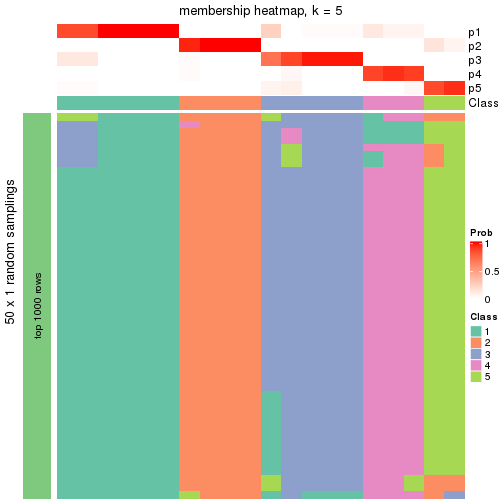 membership heatmap, k = 5
p1
p2
p3
p4
p5
Class
50 x 1 random samplings
top 1000 rows
Prob
1
0.5
0
Class
1
2
3
4
5